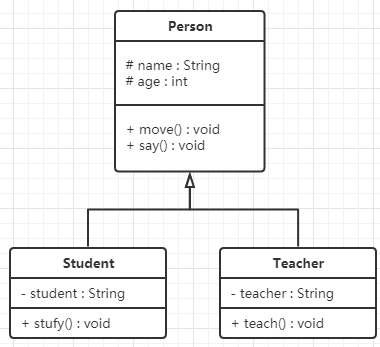 Person
# name : String
# age : int
+ move() : void
+ say() : void
Student
- student : String
+ stufy() : void
Teacher
- teacher : String
+ teach() : void